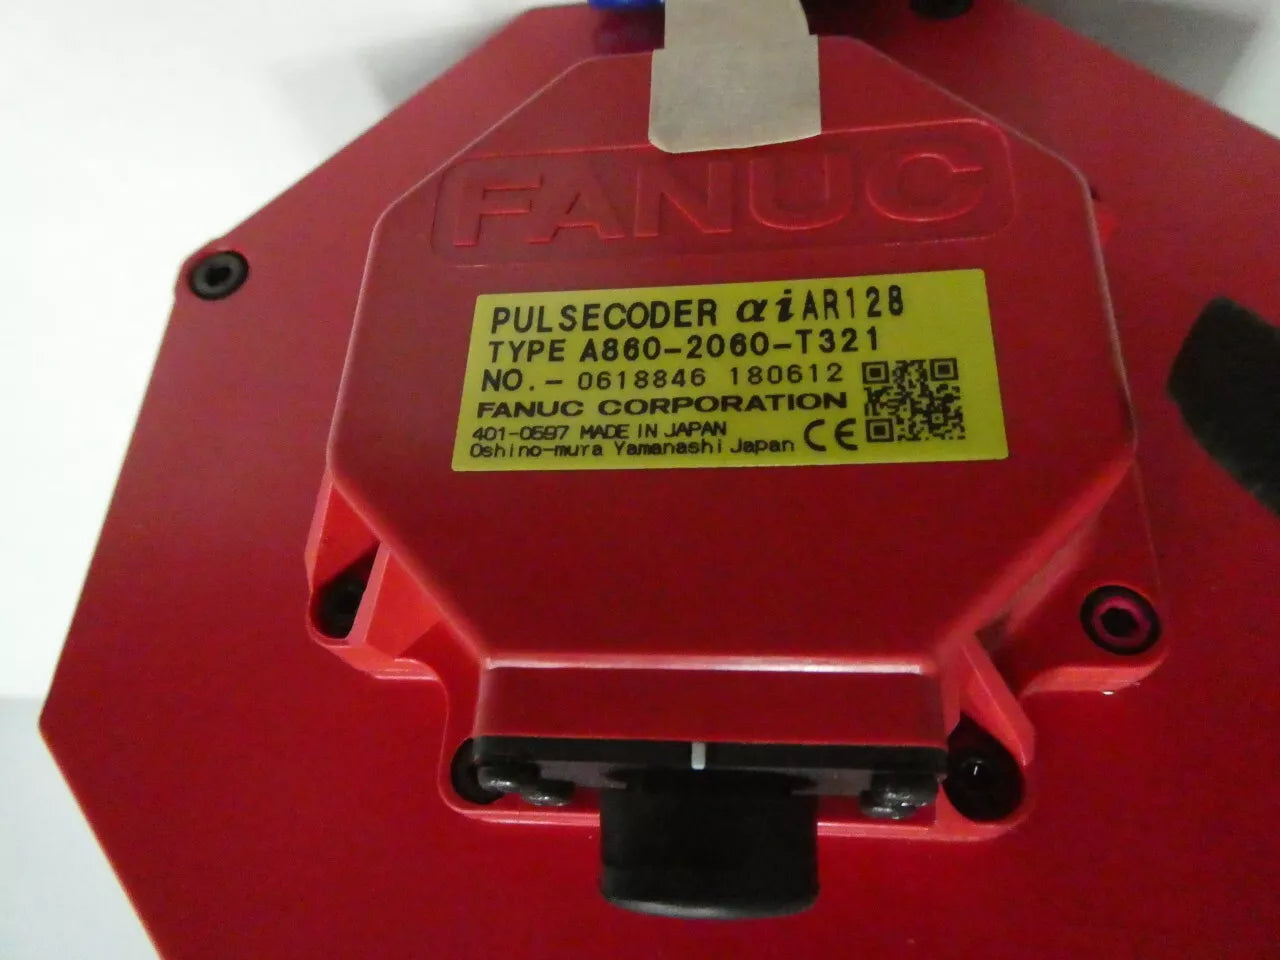 FANUC
PULSECODER αiAR128
TYPE A860-2060-T321
NO.- 0618846 180612
FANUC CORPORATION
401-0597 MADE IN JAPAN
Oshino-mura Yamanashi Japan CE